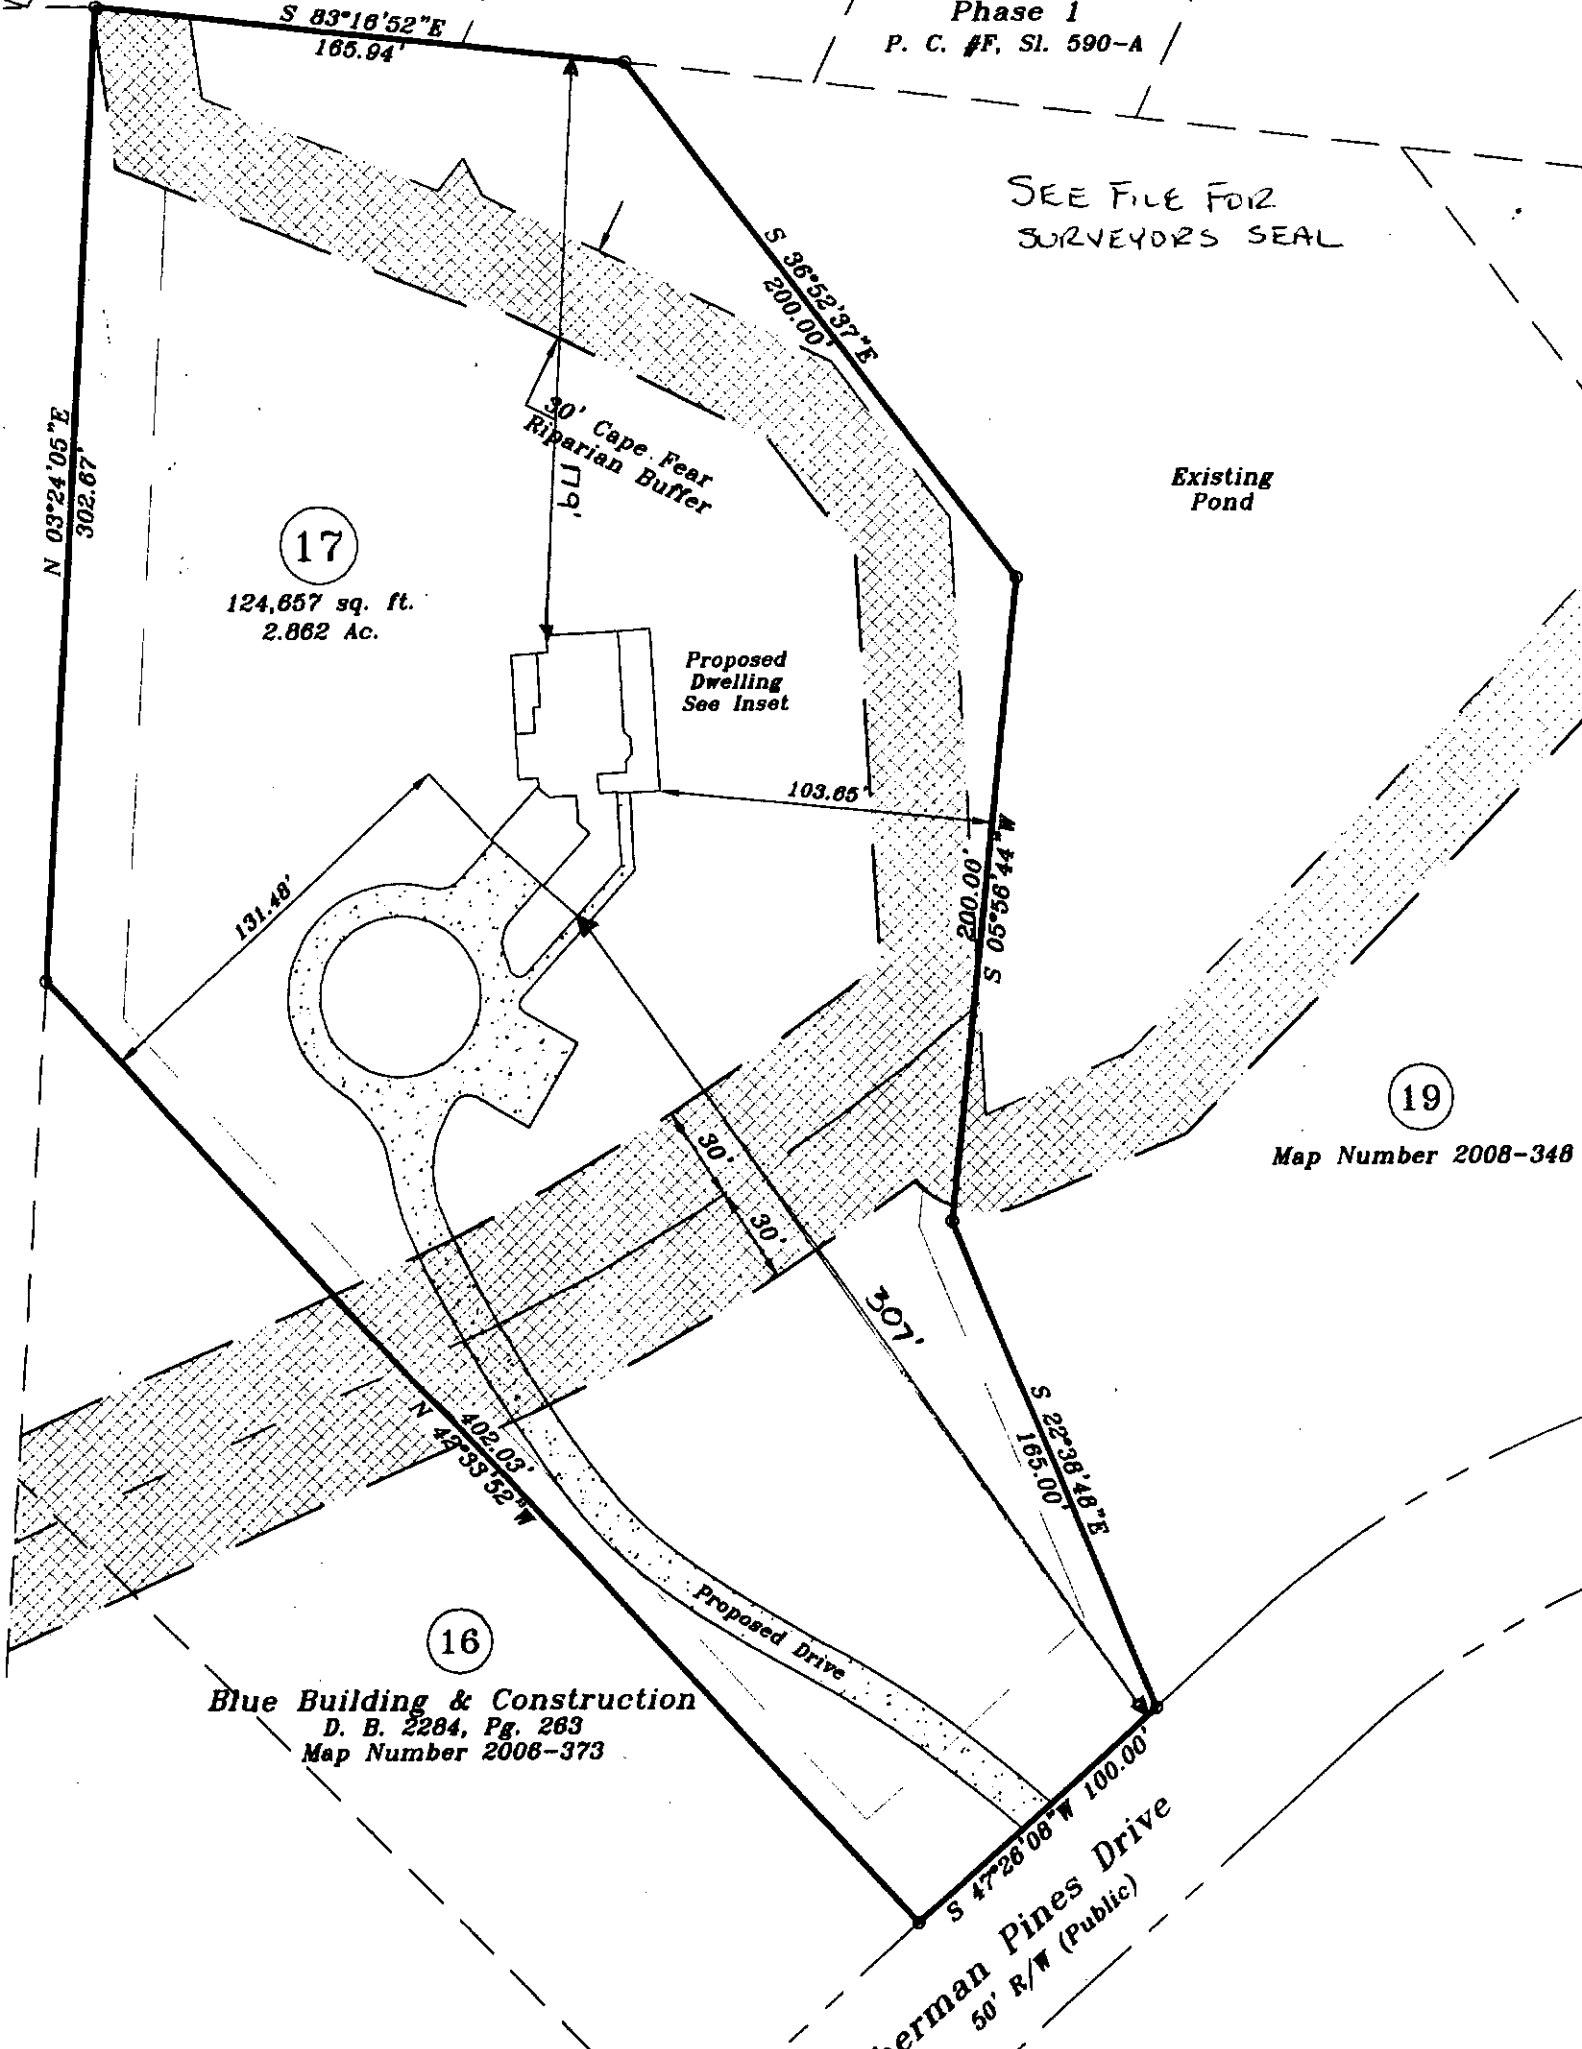 Phase 1
P. C. #F, Sl. 590-A
S 83°16'52"E
165.94'
SEE FILE FOR
SURVEYORS SEAL
S 36°52'37"E
200.00'
30' Cape Fear
Riparian Buffer
179'
Existing
Pond
N 03°24'05"E
302.67'
17
124,657 sq. ft.
2.862 Ac.
Proposed
Dwelling
See Inset
103.65'
131.48'
200.00'
S 05°56'44"W
19
Map Number 2008-348
30'
30'
307'
S 22°38'48"E
165.00'
402.03'
N 42°33'52"W
16
Blue Building & Construction
D. B. 2284, Pg. 263
Map Number 2006-373
Proposed Drive
S 47°26'08"W 100.00'
Pines Drive
50' R/W (Public)